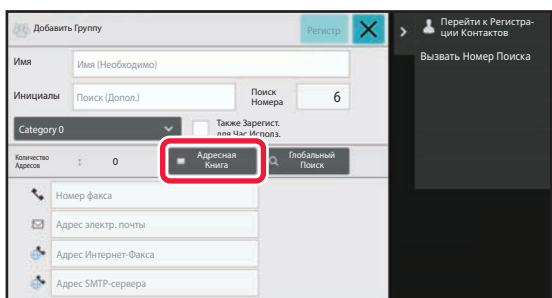 Добавить Группу
Регистр
Имя
Имя (Необходимо)
Инициалы
Поиск (Допол.)
Поиск
Номера
6
Category 0
Также Зарегист.
для Час Исполз.
Количество
Адресов
:
0
Адресная
Книга
Глобальный
Поиск
Номер факса
Адрес электр. почты
Адрес Интернет-Факса
Адрес SMTP-сервера
Перейти к Регистра-
ции Контактов
Вызвать Номер Поиска